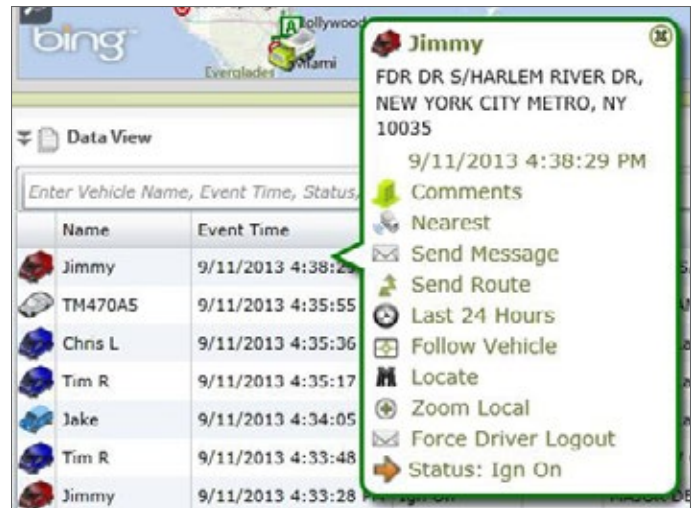 bing
Hollywood
Miami
Everglades
Data View
Enter Vehicle Name, Event Time, Status,
Name Event Time
Jimmy 9/11/2013 4:38:29
TM470A5 9/11/2013 4:35:55
Chris L 9/11/2013 4:35:36
Tim R 9/11/2013 4:35:17
Jake 9/11/2013 4:34:05
Tim R 9/11/2013 4:33:48
Jimmy 9/11/2013 4:33:28 PM Ign On
Jimmy
FDR DR S/HARLEM RIVER DR,
NEW YORK CITY METRO, NY
10035
9/11/2013 4:38:29 PM
Comments
Nearest
Send Message
Send Route
Last 24 Hours
Follow Vehicle
Locate
Zoom Local
Force Driver Logout
Status: Ign On